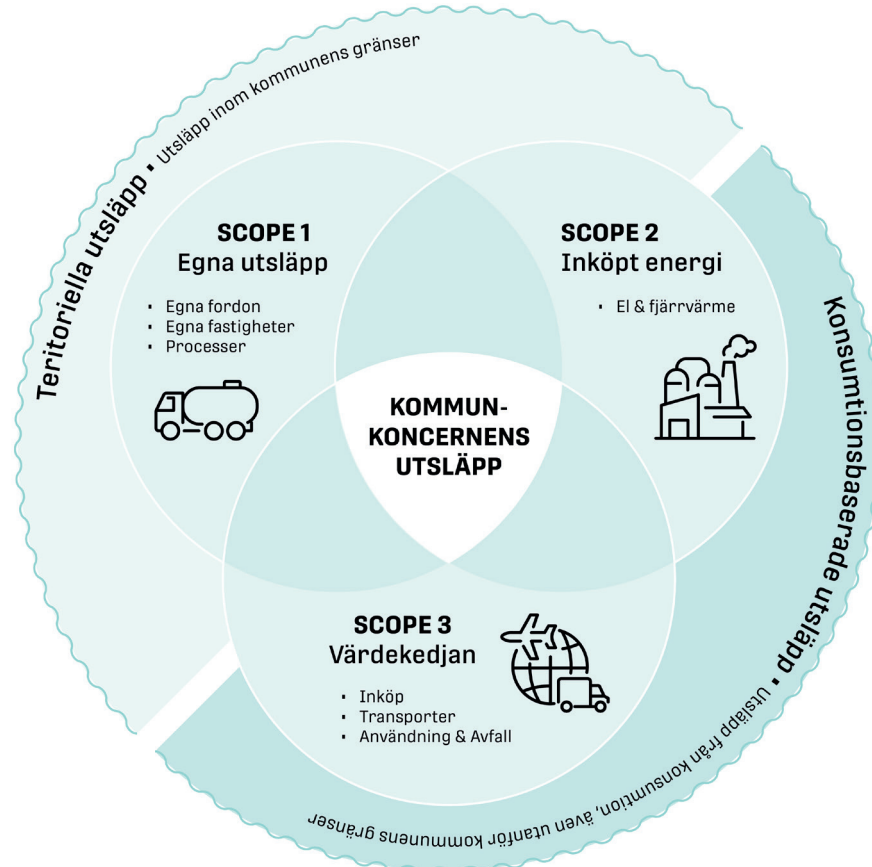 Teritoriella utsläpp ▪ Utsläpp inom kommunens gränser
SCOPE 1
Egna utsläpp
▪ Egna fordon
▪ Egna fastigheter
▪ Processer
SCOPE 2
Inköpt energi
▪ El & fjärrvärme
KOMMUN-
KONCERNENS
UTSLÄPP
SCOPE 3
Värdekedjan
▪ Inköp
▪ Transporter
▪ Användning & Avfall
Konsumtionsbaserade utsläpp ▪ Utsläpp från konsumtion, även utanför kommunens gränser